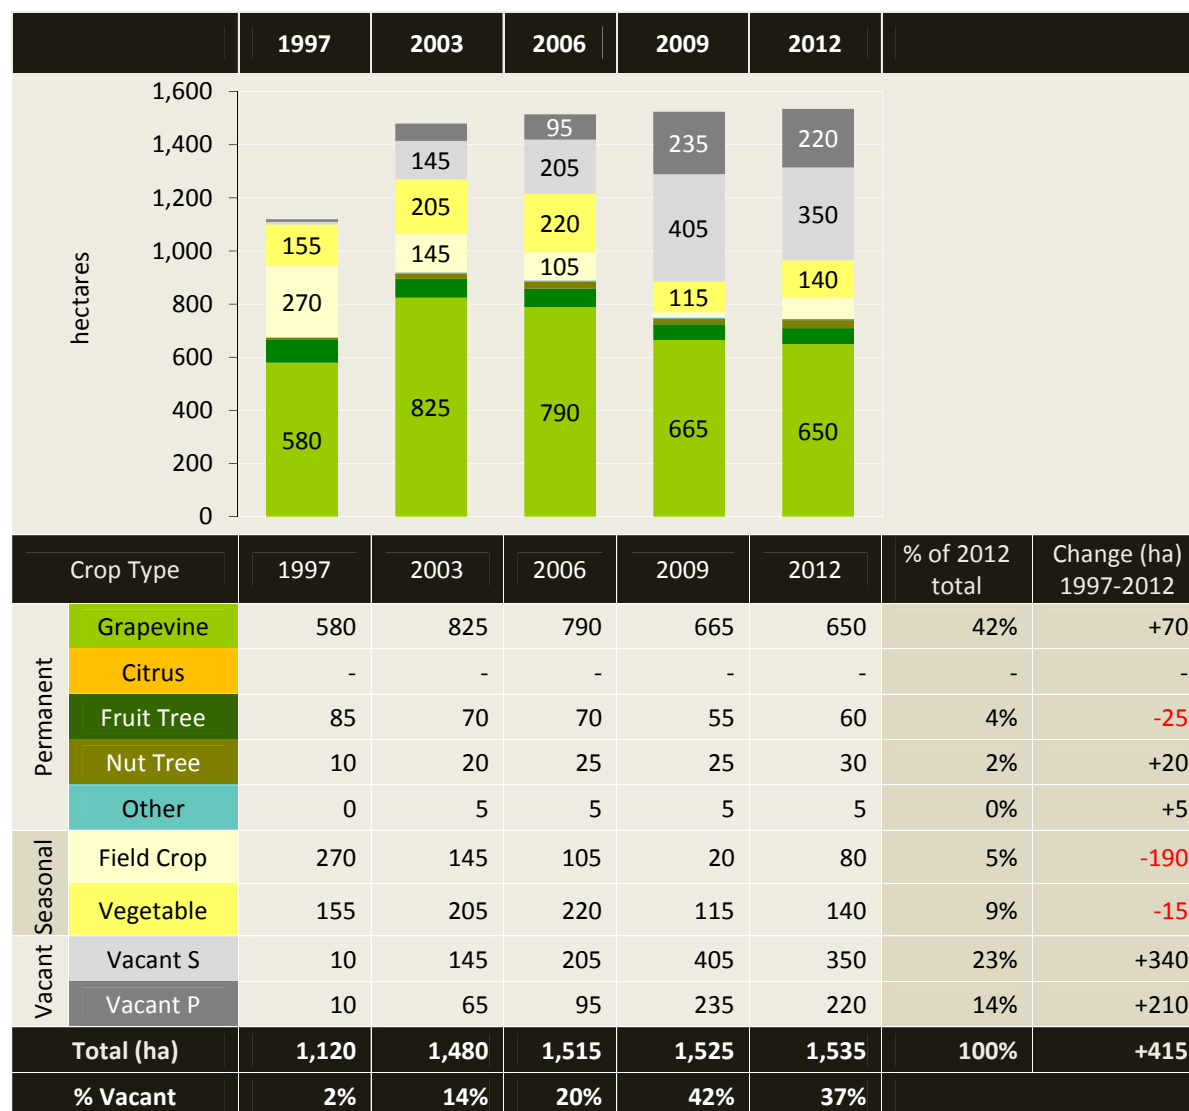 1997 2003 2006 2009 2012
1,600
1,400
1,200
1,000
800
600
400
200
0
hectares
155
270
580
145
205
145
825
95
205
220
105
790
235
405
115
665
220
350
140
650
Crop Type 1997 2003 2006 2009 2012 % of 2012 total Change (ha) 1997-2012
Permanent
Grapevine 580 825 790 665 650 42% +70
Citrus - - - - - - -
Fruit Tree 85 70 70 55 60 4% -25
Nut Tree 10 20 25 25 30 2% +20
Other 0 5 5 5 5 0% +5
Seasonal
Field Crop 270 145 105 20 80 5% -190
Vegetable 155 205 220 115 140 9% -15
Vacant
Vacant S 10 145 205 405 350 23% +340
Vacant P 10 65 95 235 220 14% +210
Total (ha) 1,120 1,480 1,515 1,525 1,535 100% +415
% Vacant 2% 14% 20% 42% 37%